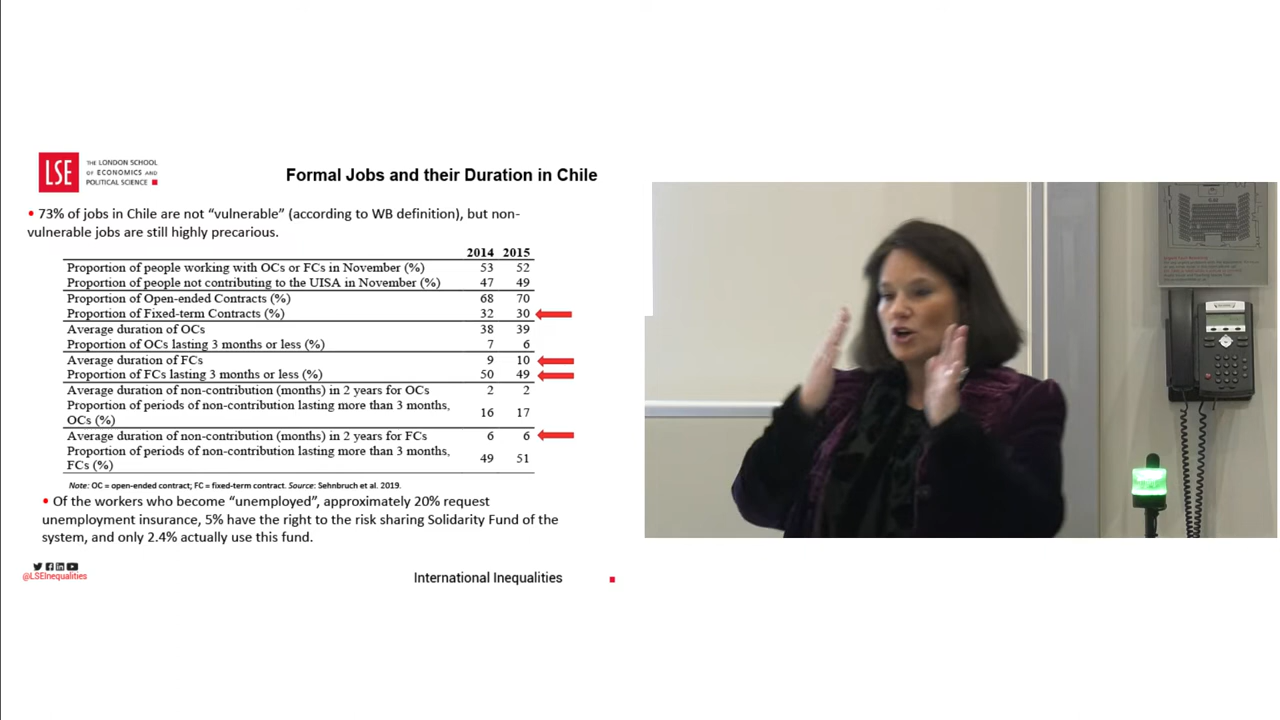 LSE
THE LONDON SCHOOL
OF ECONOMICS AND
POLITICAL SCIENCE
Formal Jobs and their Duration in Chile
• 73% of jobs in Chile are not “vulnerable” (according to WB definition), but non-
vulnerable jobs are still highly precarious.
2014 2015
Proportion of people working with OCs or FCs in November (%) 53 52
Proportion of people not contributing to the UISA in November (%) 47 49
Proportion of Open-ended Contracts (%) 68 70
Proportion of Fixed-term Contracts (%) 32 30
Average duration of OCs 38 39
Proportion of OCs lasting 3 months or less (%) 7 6
Average duration of FCs 9 10
Proportion of FCs lasting 3 months or less (%) 50 49
Average duration of non-contribution (months) in 2 years for OCs 2 2
Proportion of periods of non-contribution lasting more than 3 months,
OCs (%) 16 17
Average duration of non-contribution (months) in 2 years for FCs 6 6
Proportion of periods of non-contribution lasting more than 3 months,
FCs (%) 49 51
Note: OC = open-ended contract; FC = fixed-term contract. Source: Sehnbruch et al. 2019.
• Of the workers who become “unemployed”, approximately 20% request
unemployment insurance, 5% have the right to the risk sharing Solidarity Fund of the
system, and only 2.4% actually use this fund.
@LSEInequalities
International Inequalities